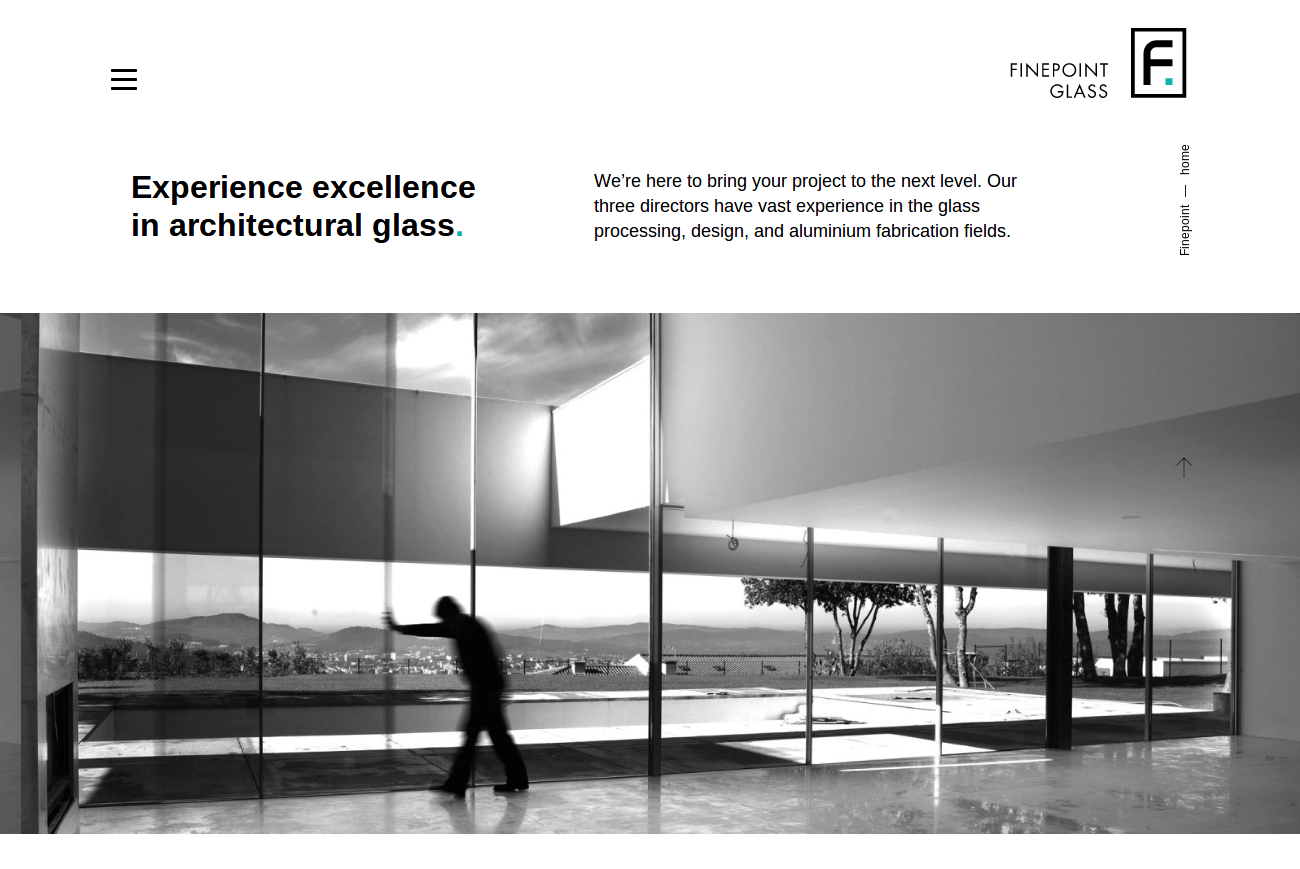 FINEPOINT
GLASS
F.
Experience excellence
in architectural glass.
We’re here to bring your project to the next level. Our
three directors have vast experience in the glass
processing, design, and aluminium fabrication fields.
Finepoint — home